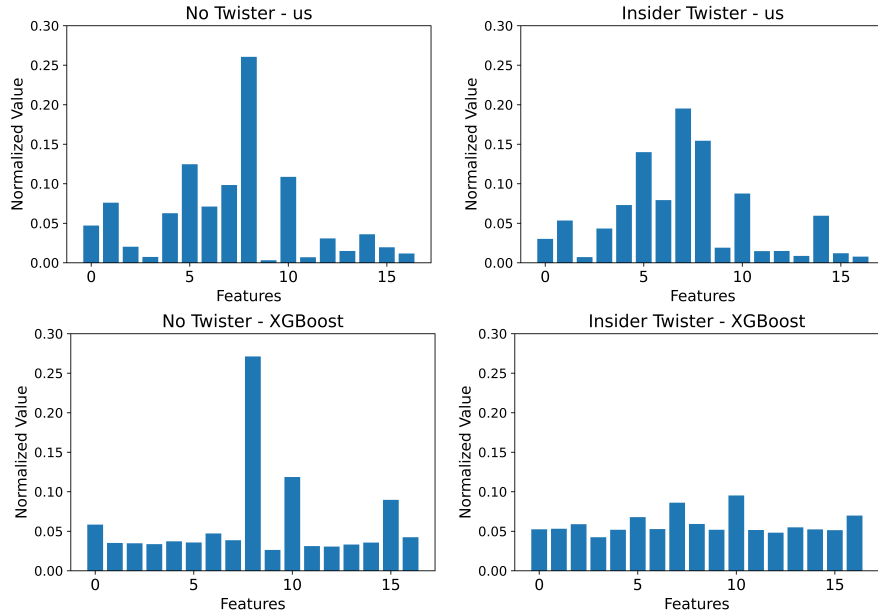 No Twister - us
0.30
0.25
0.20
0.15
0.10
0.05
0.00
Normalized Value
0 5 10 15
Features
Insider Twister - us
0.30
0.25
0.20
0.15
0.10
0.05
0.00
Normalized Value
0 5 10 15
Features
No Twister - XGBoost
0.30
0.25
0.20
0.15
0.10
0.05
0.00
Normalized Value
0 5 10 15
Features
Insider Twister - XGBoost
0.30
0.25
0.20
0.15
0.10
0.05
0.00
Normalized Value
0 5 10 15
Features